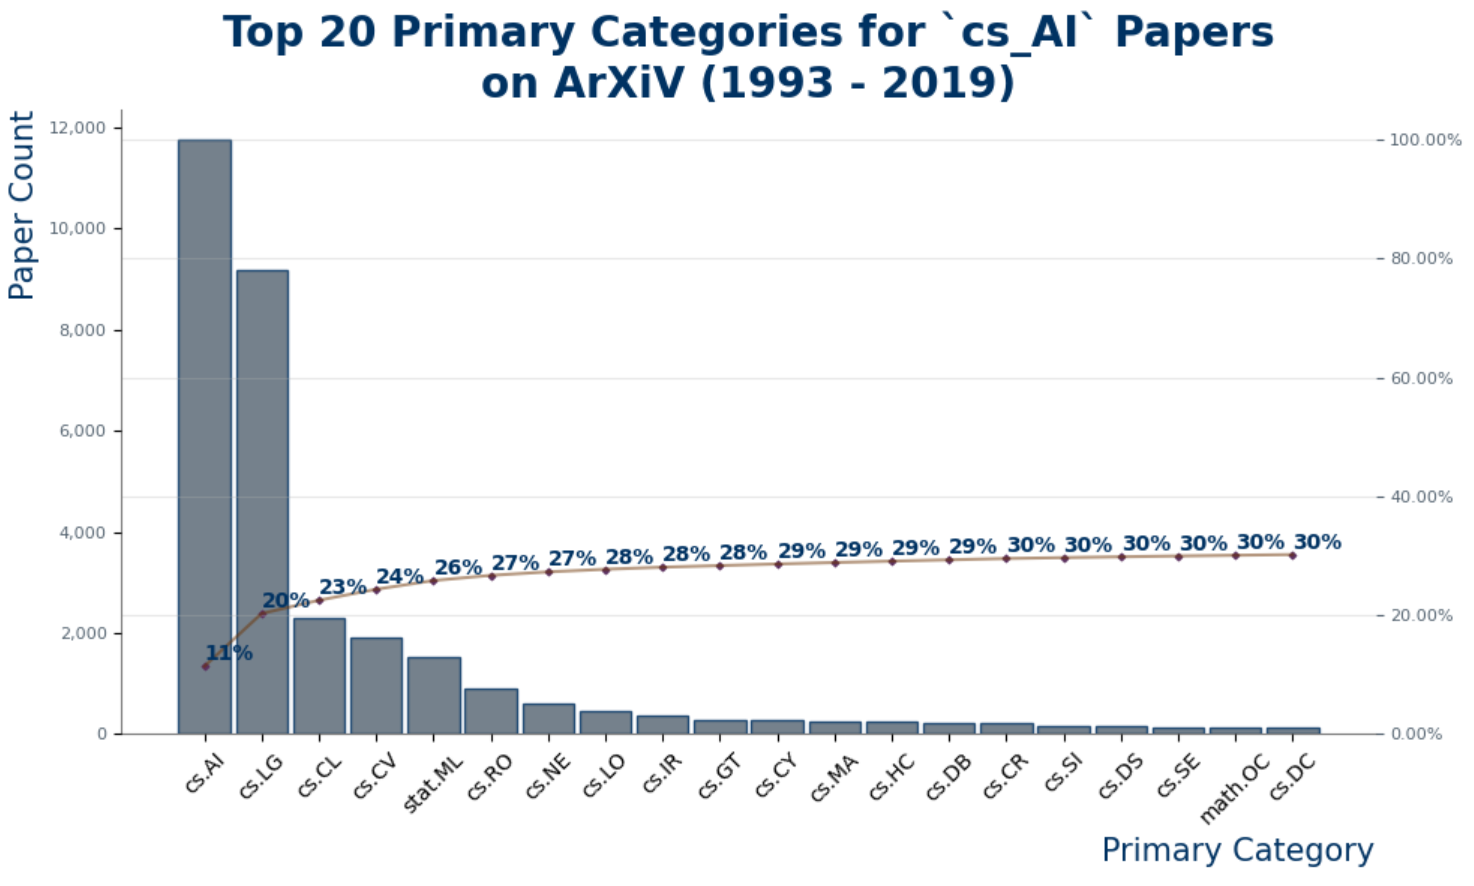 Top 20 Primary Categories for `cs_AI` Papers
on ArXiV (1993 - 2019)
Paper Count
12,000
10,000
8,000
6,000
4,000
2,000
0
100.00%
80.00%
60.00%
40.00%
20.00%
0.00%
11%
20%
23%
24%
26%
27%
27%
28%
28%
28%
29%
29%
29%
29%
30%
30%
30%
30%
30%
30%
cs.AI
cs.LG
cs.CL
cs.CV
stat.ML
cs.RO
cs.NE
cs.LO
cs.IR
cs.GT
cs.CY
cs.MA
cs.HC
cs.DB
cs.CR
cs.SI
cs.DS
cs.SE
math.OC
cs.DC
Primary Category